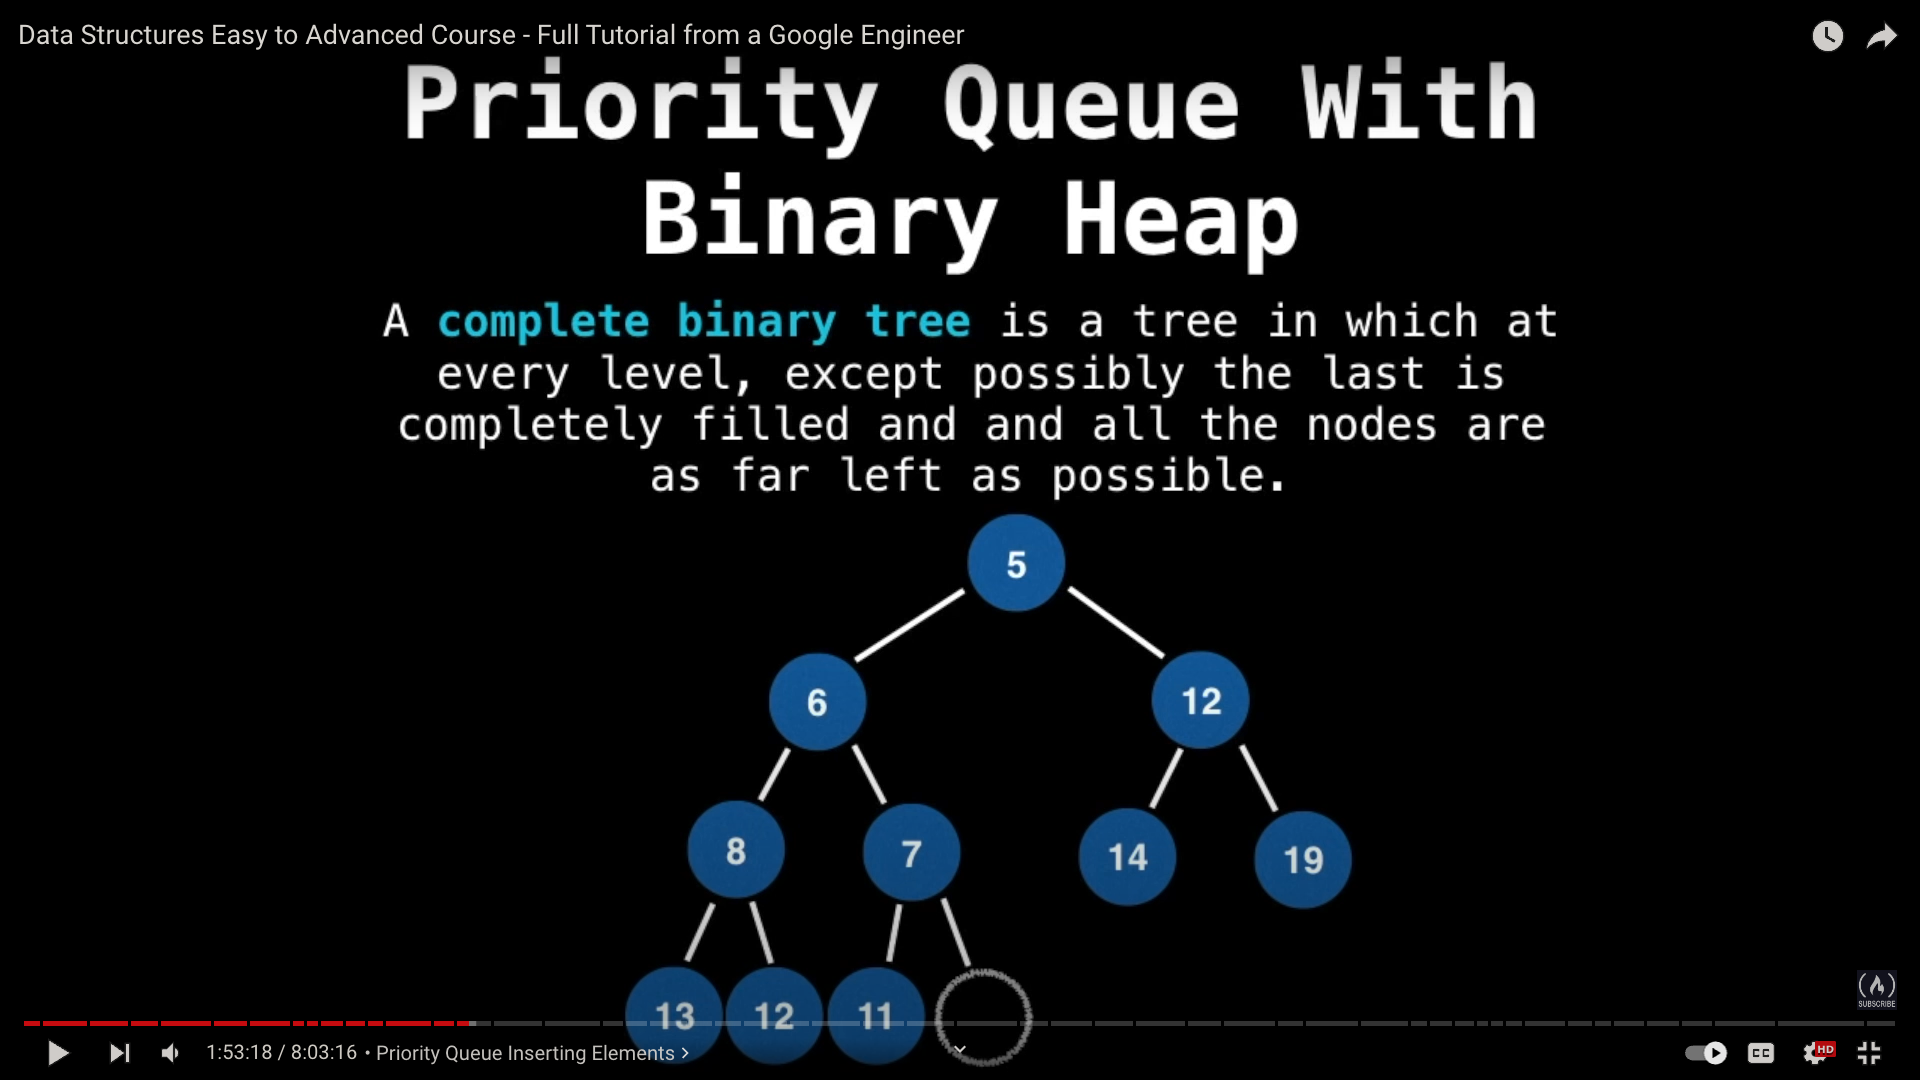 Data Structures Easy to Advanced Course - Full Tutorial from a Google Engineer
Priority Queue With
Binary Heap
A complete binary tree is a tree in which at
every level, except possibly the last is
completely filled and and all the nodes are
as far left as possible.
5
6
12
8
7
14
19
13
12
11
SUBSCRIBE
1:53:18 / 8:03:16 • Priority Queue Inserting Elements
CC
HD